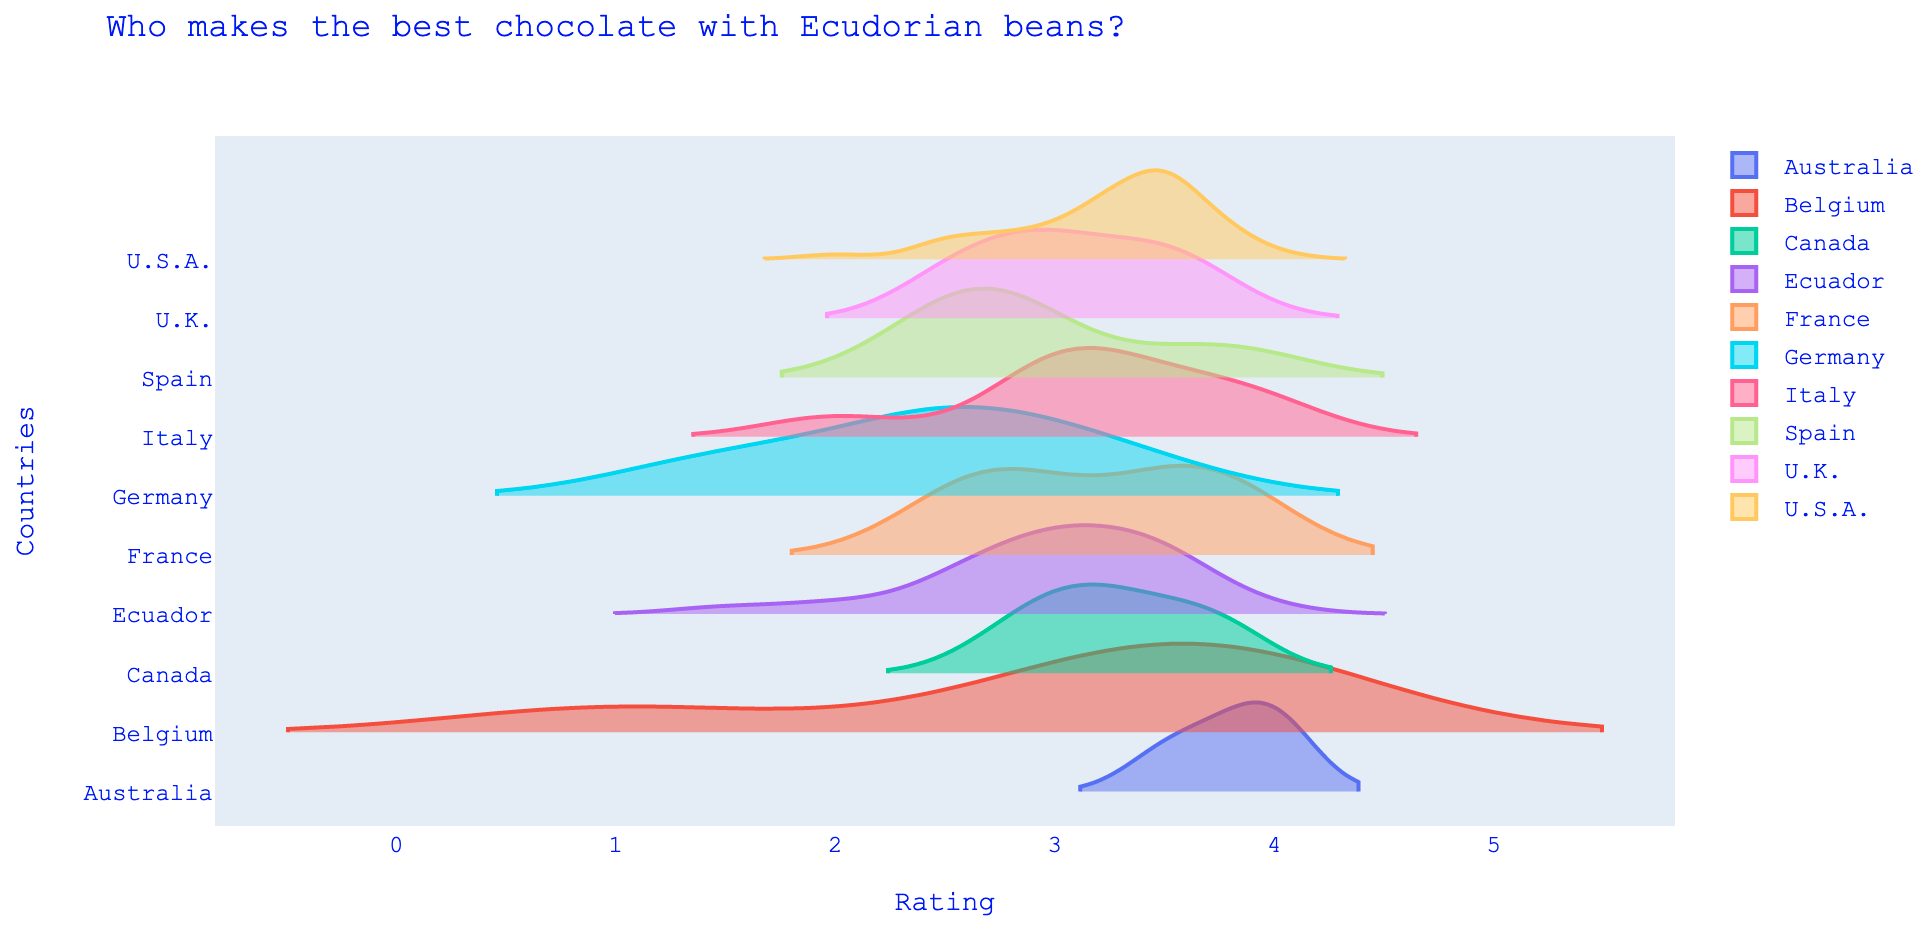 Who makes the best chocolate with Ecudorian beans?
Australia
Belgium
Canada
Ecuador
France
Germany
Italy
Spain
U.K.
U.S.A.
Countries
U.S.A.
U.K.
Spain
Italy
Germany
France
Ecuador
Canada
Belgium
Australia
0 1 2 3 4 5
Rating